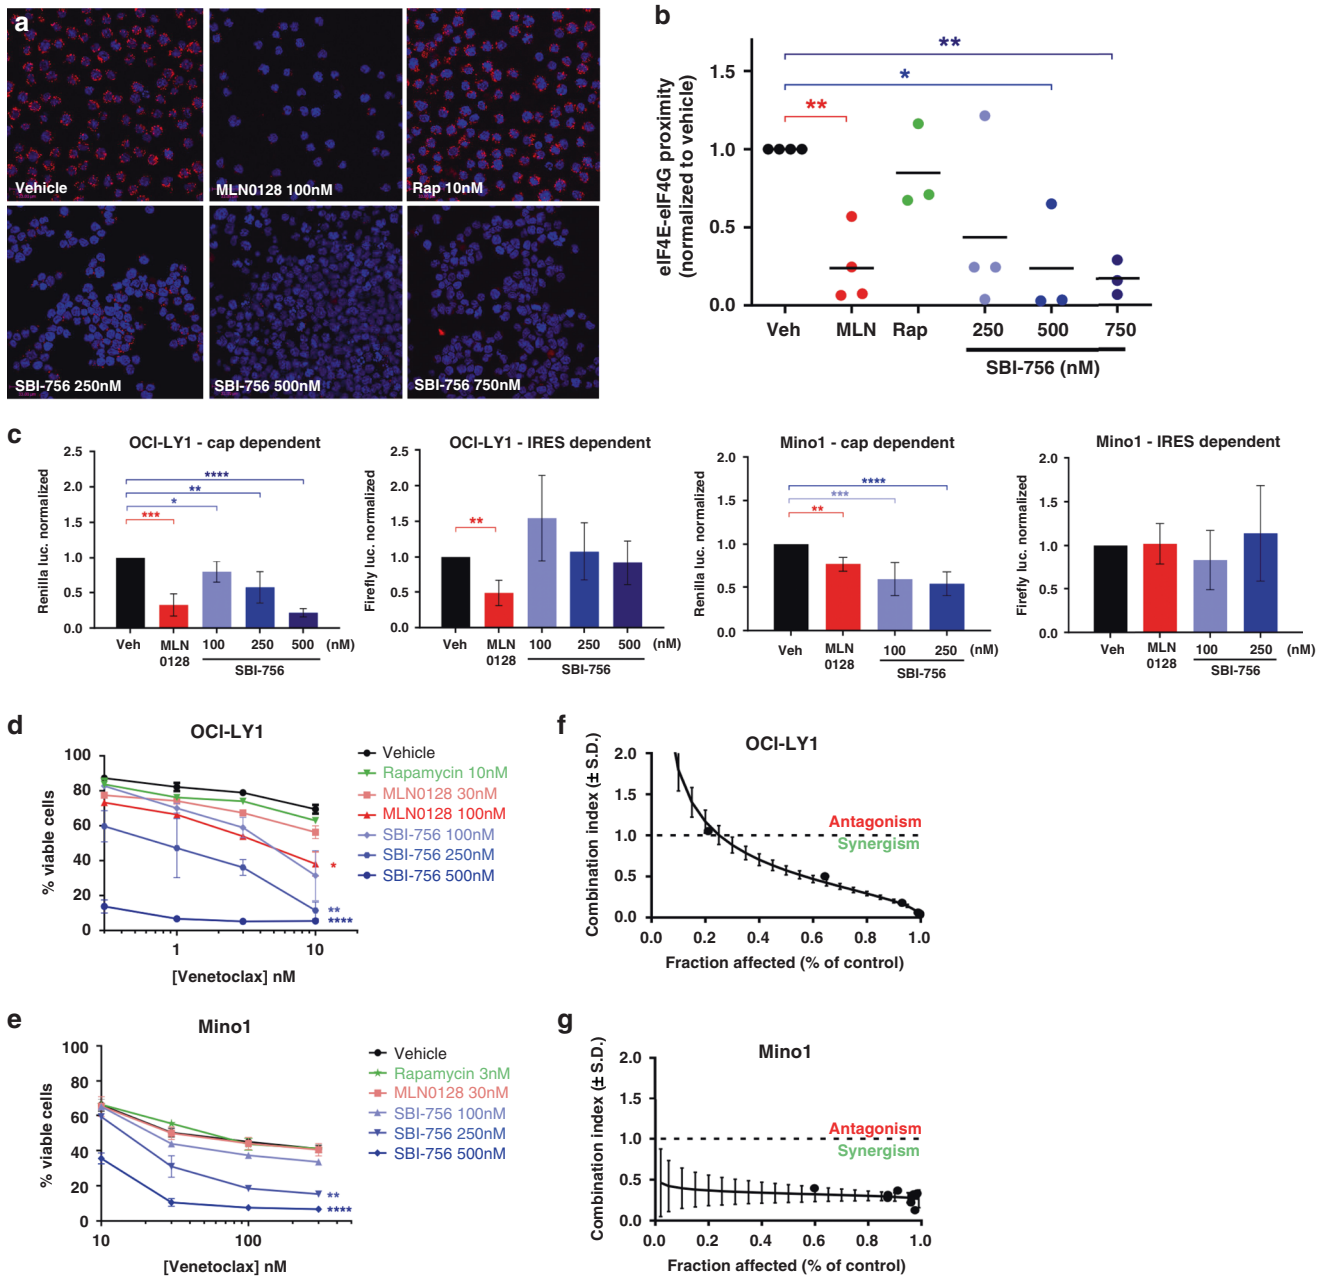 a
Vehicle
MLN0128 100nM
Rap 10nM
SBI-756 250nM
SBI-756 500nM
SBI-756 750nM
b
eIF4E-eIF4G proximity
(normalized to vehicle)
1.5
1.0
0.5
0.0
**
*
**
Veh MLN Rap 250 500 750
SBI-756 (nM)
c
OCI-LY1 - cap dependent
Renilla luc. normalized
2.5
2.0
1.5
1.0
0.5
0.0
****
**
*
***
Veh MLN 0128 100 250 500 (nM)
SBI-756
OCI-LY1 - IRES dependent
Firefly luc. normalized
2.5
2.0
1.5
1.0
0.5
0.0
**
Veh MLN 0128 100 250 500 (nM)
SBI-756
Mino1 - cap dependent
Renilla luc. normalized
2.0
1.5
1.0
0.5
0.0
****
***
**
Veh MLN 0128 100 250 (nM)
SBI-756
Mino1 - IRES dependent
Firefly luc. normalized
2.0
1.5
1.0
0.5
0.0
Veh MLN 0128 100 250 (nM)
SBI-756
d
OCI-LY1
% viable cells
100
80
60
40
20
0
1 10
[Venetoclax] nM
*
**
****
Vehicle
Rapamycin 10nM
MLN0128 30nM
MLN0128 100nM
SBI-756 100nM
SBI-756 250nM
SBI-756 500nM
f
OCI-LY1
Combination index (± S.D.)
2.0
1.5
1.0
0.5
0.0
Antagonism
Synergism
0.0 0.2 0.4 0.6 0.8 1.0
Fraction affected (% of control)
e
Mino1
% viable cells
100
80
60
40
20
0
10 100
[Venetoclax] nM
**
****
Vehicle
Rapamycin 3nM
MLN0128 30nM
SBI-756 100nM
SBI-756 250nM
SBI-756 500nM
g
Mino1
Combination index (± S.D.)
2.0
1.5
1.0
0.5
0.0
Antagonism
Synergism
0.0 0.2 0.4 0.6 0.8 1.0
Fraction affected (% of control)